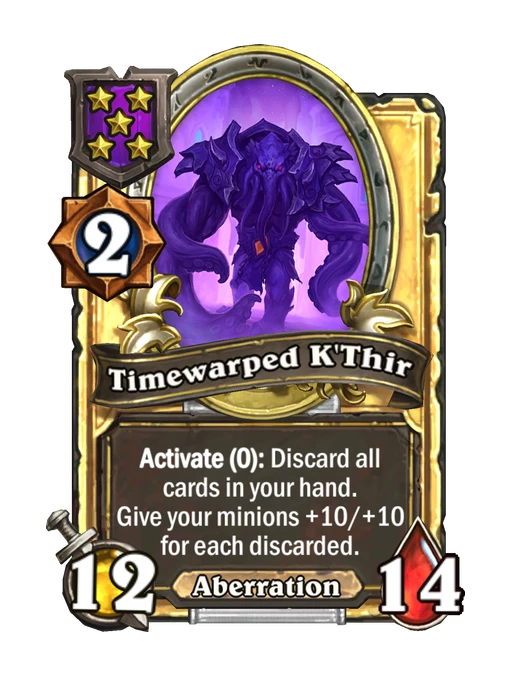 2
Timewarped K'Thir
Activate (0): Discard all
cards in your hand.
Give your minions +10/+10
for each discarded.
12
Aberration
14